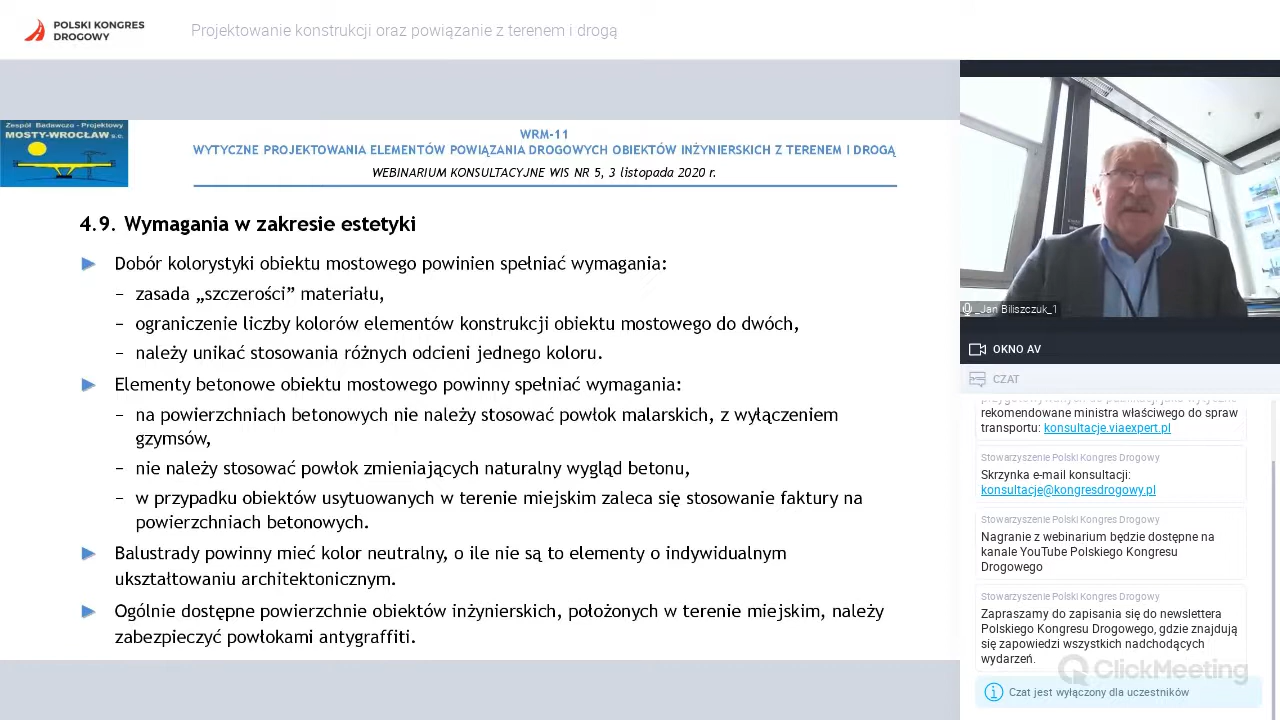 POLSKI KONGRES
DROGOWY
Projektowanie konstrukcji oraz powiązanie z terenem i drogą
Zespół Badawczo - Projektowy
MOSTY-WROCŁAW s.c.
WRM-11
WYTYCZNE PROJEKTOWANIA ELEMENTÓW POWIĄZANIA DROGOWYCH OBIEKTÓW INŻYNIERSKICH Z TERENEM I DROGĄ
WEBINARIUM KONSULTACYJNE WIS NR 5, 3 listopada 2020 r.
4.9. Wymagania w zakresie estetyki
Dobór kolorystyki obiektu mostowego powinien spełniać wymagania:
– zasada „szczerości” materiału,
– ograniczenie liczby kolorów elementów konstrukcji obiektu mostowego do dwóch,
– należy unikać stosowania różnych odcieni jednego koloru.
Elementy betonowe obiektu mostowego powinny spełniać wymagania:
– na powierzchniach betonowych nie należy stosować powłok malarskich, z wyłączeniem
gzymsów,
– nie należy stosować powłok zmieniających naturalny wygląd betonu,
– w przypadku obiektów usytuowanych w terenie miejskim zaleca się stosowanie faktury na
powierzchniach betonowych.
Balustrady powinny mieć kolor neutralny, o ile nie są to elementy o indywidualnym
ukształtowaniu architektonicznym.
Ogólnie dostępne powierzchnie obiektów inżynierskich, położonych w terenie miejskim, należy
zabezpieczyć powłokami antygraffiti.
_Jan Biliszczuk_1
OKNO AV
CZAT
rekomendowane ministra właściwego do spraw
transportu: konsultacje.viaexpert.pl
Stowarzyszenie Polski Kongres Drogowy
Skrzynka e-mail konsultacji:
konsultacje@kongresdrogowy.pl
Stowarzyszenie Polski Kongres Drogowy
Nagranie z webinarium będzie dostępne na
kanale YouTube Polskiego Kongresu
Drogowego
Stowarzyszenie Polski Kongres Drogowy
Zapraszamy do zapisania się do newslettera
Polskiego Kongresu Drogowego, gdzie znajdują
się zapowiedzi wszystkich nadchodzących
wydarzeń.
ClickMeeting
Czat jest wyłączony dla uczestników